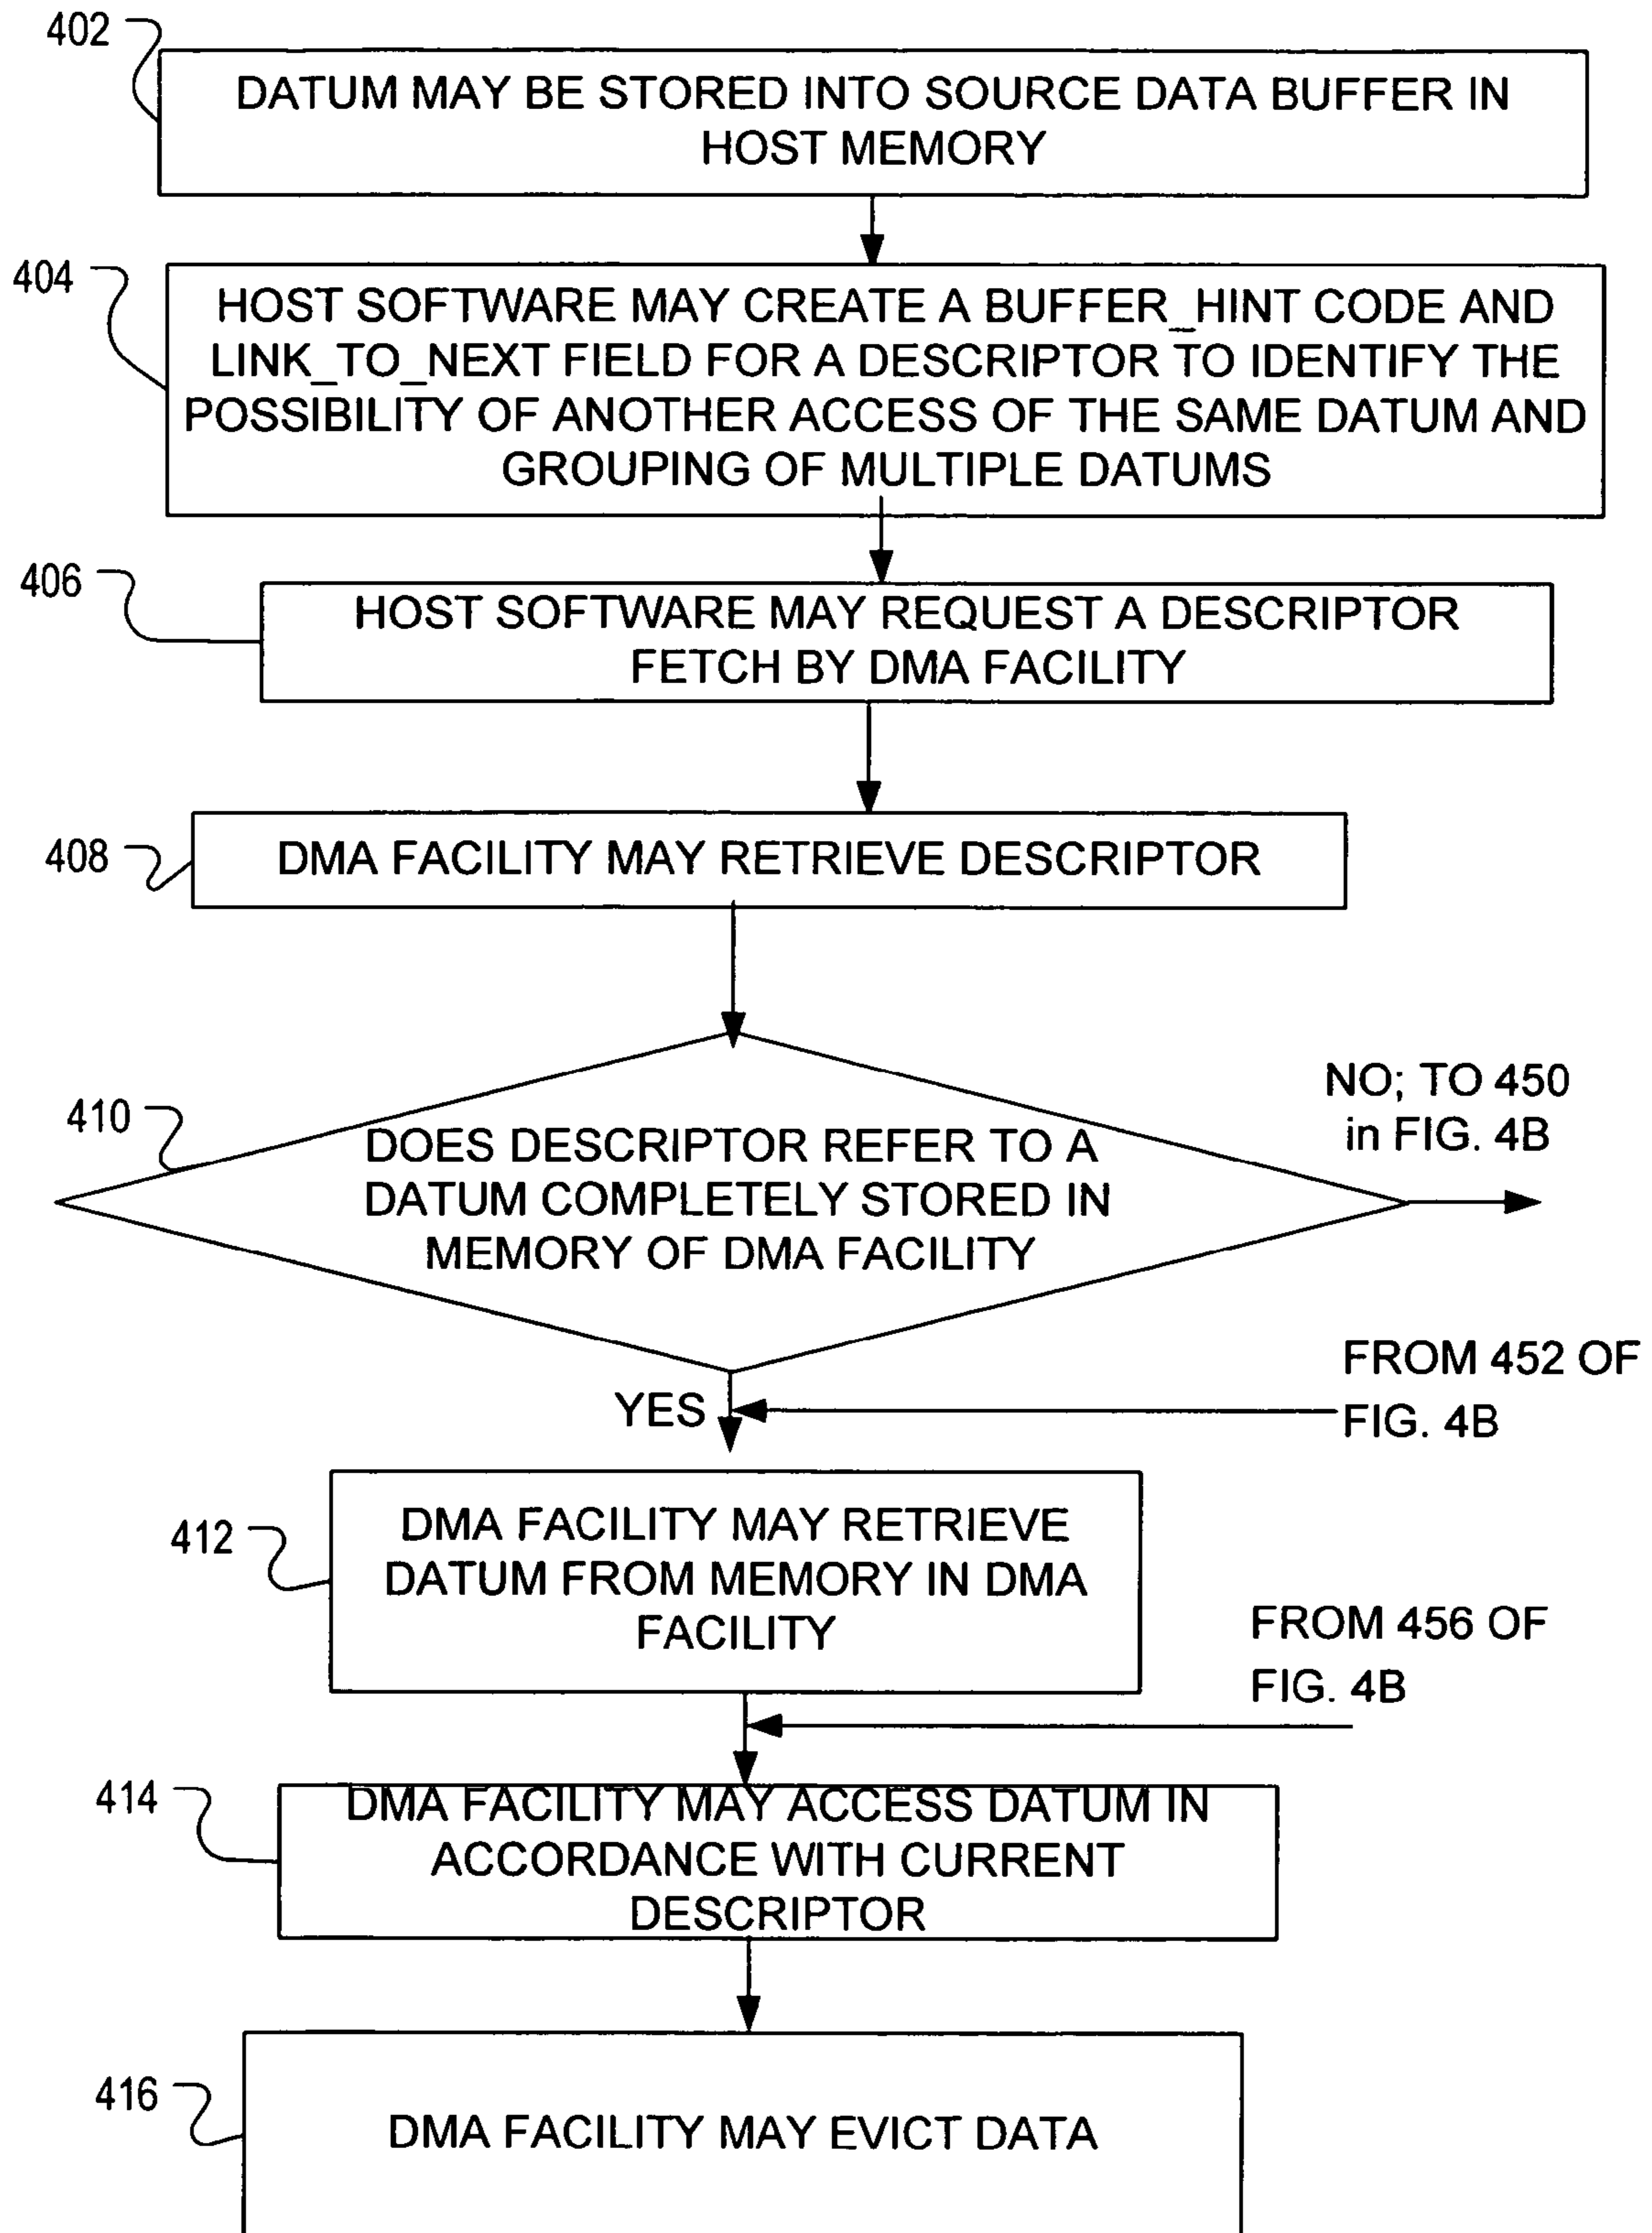 402
DATUM MAY BE STORED INTO SOURCE DATA BUFFER IN
HOST MEMORY
404
HOST SOFTWARE MAY CREATE A BUFFER_HINT CODE AND
LINK_TO_NEXT FIELD FOR A DESCRIPTOR TO IDENTIFY THE
POSSIBILITY OF ANOTHER ACCESS OF THE SAME DATUM AND
GROUPING OF MULTIPLE DATUMS
406
HOST SOFTWARE MAY REQUEST A DESCRIPTOR
FETCH BY DMA FACILITY
408
DMA FACILITY MAY RETRIEVE DESCRIPTOR
410
DOES DESCRIPTOR REFER TO A
DATUM COMPLETELY STORED IN
MEMORY OF DMA FACILITY
NO; TO 450
in FIG. 4B
YES
FROM 452 OF
FIG. 4B
412
DMA FACILITY MAY RETRIEVE
DATUM FROM MEMORY IN DMA
FACILITY
FROM 456 OF
FIG. 4B
414
DMA FACILITY MAY ACCESS DATUM IN
ACCORDANCE WITH CURRENT
DESCRIPTOR
416
DMA FACILITY MAY EVICT DATA